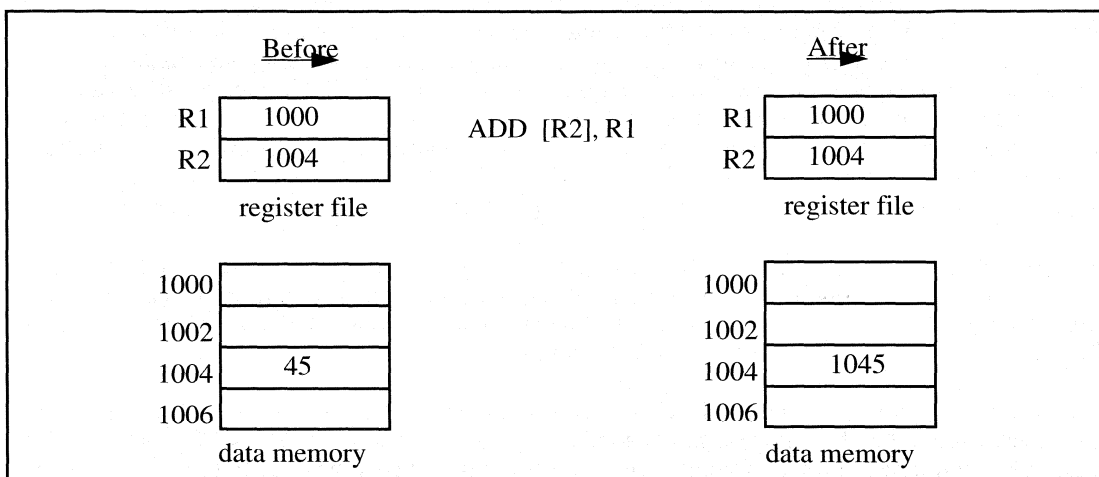 Before
R1 1000
R2 1004
register file
1000
1002
1004 45
1006
data memory
ADD [R2], R1
After
R1 1000
R2 1004
register file
1000
1002
1004 1045
1006
data memory